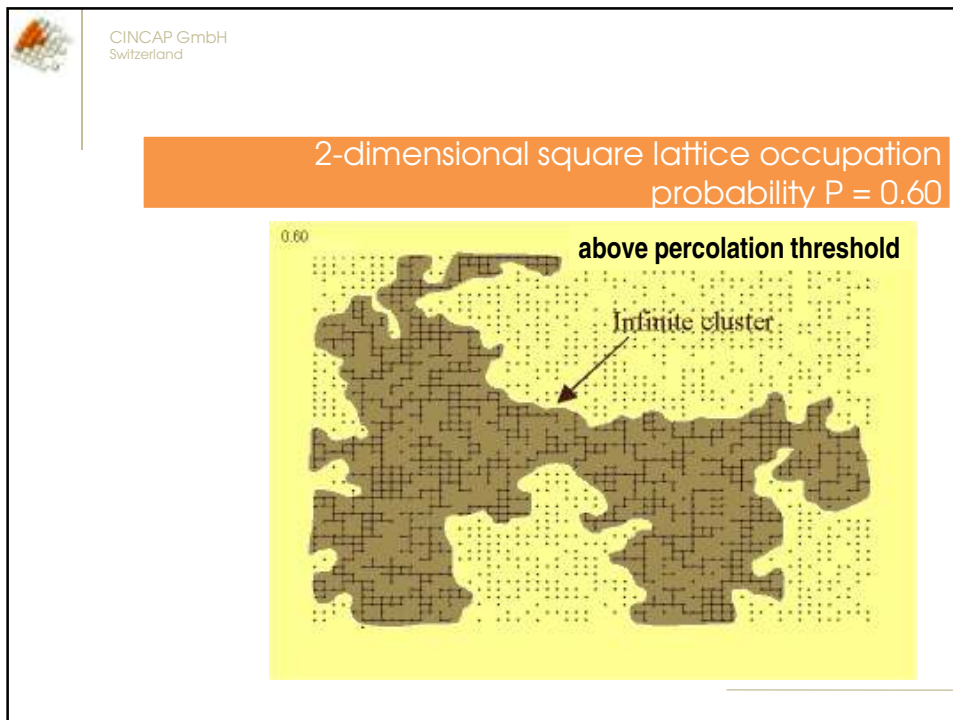 CINCAP GmbH
Switzerland
2-dimensional square lattice occupation
probability P = 0.60
0.60
above percolation threshold
Infinite cluster